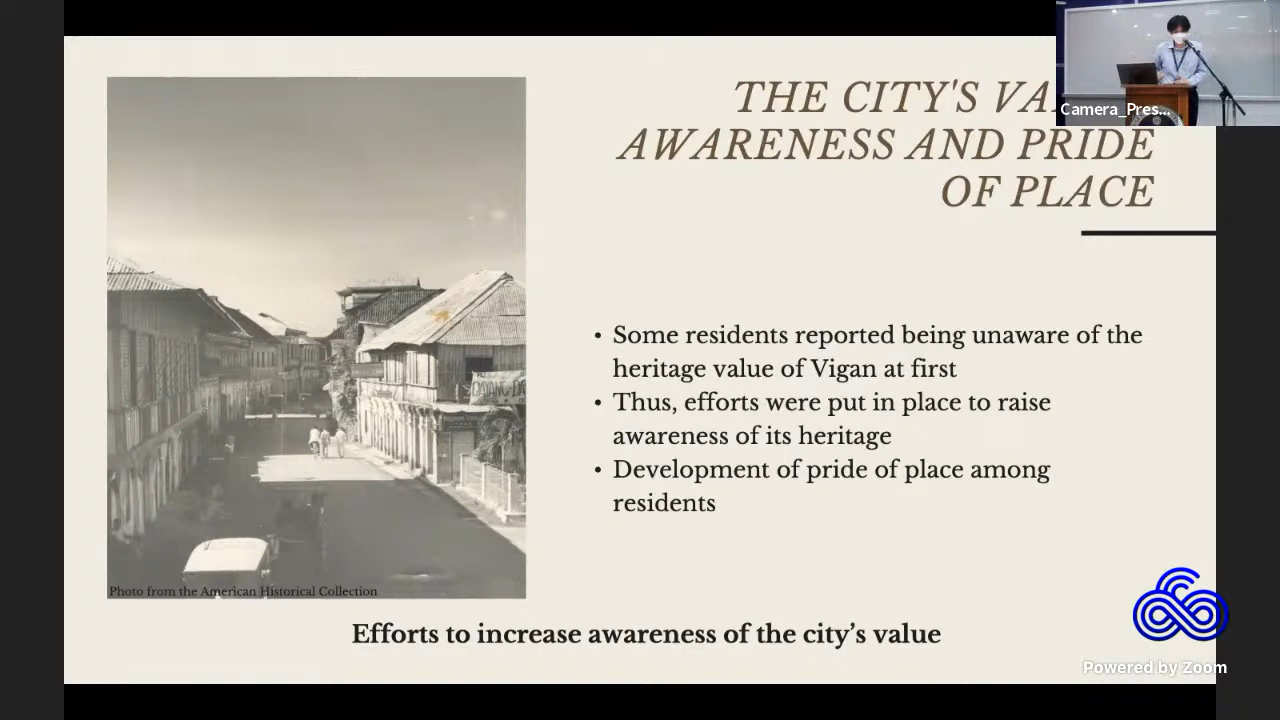 THE CITY'S
AWARENESS AND PRIDE
OF PLACE
Camera_Pres...
• Some residents reported being unaware of the
heritage value of Vigan at first
• Thus, efforts were put in place to raise
awareness of its heritage
• Development of pride of place among
residents
Photo from the American Historical Collection
Efforts to increase awareness of the city's value
Powered by Zoom